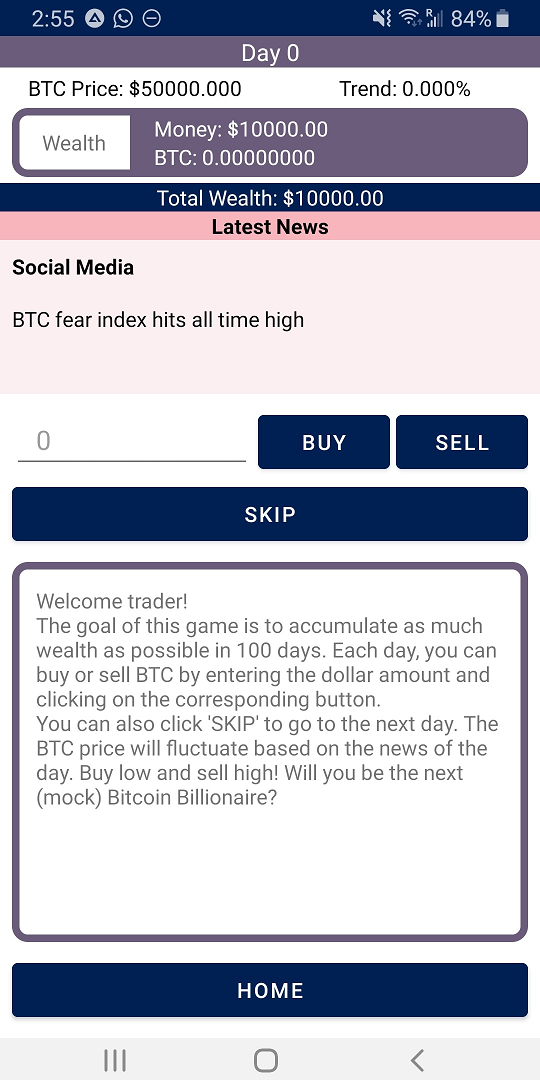 2:55 84%
Day 0
BTC Price: $50000.000 Trend: 0.000%
Wealth
Money: $10000.00
BTC: 0.00000000
Total Wealth: $10000.00
Latest News
Social Media
BTC fear index hits all time high
0 BUY SELL
SKIP
Welcome trader!
The goal of this game is to accumulate as much
wealth as possible in 100 days. Each day, you can
buy or sell BTC by entering the dollar amount and
clicking on the corresponding button.
You can also click 'SKIP' to go to the next day. The
BTC price will fluctuate based on the news of the
day. Buy low and sell high! Will you be the next
(mock) Bitcoin Billionaire?
HOME